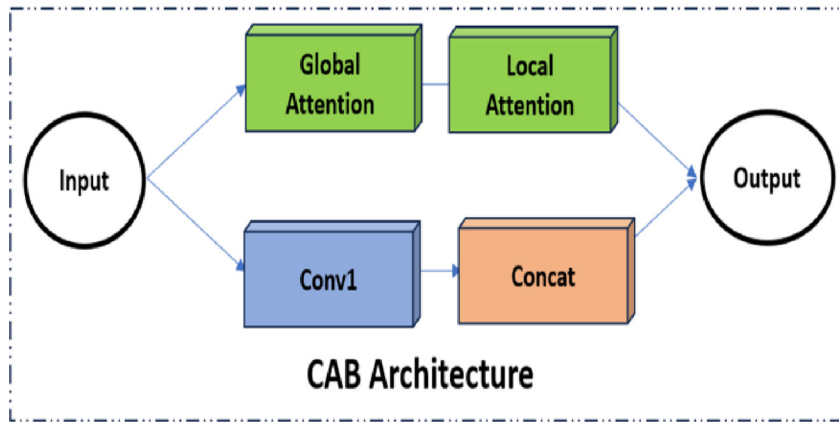 Global
Attention
Local
Attention
Input
Output
Conv1
Concat
CAB Architecture